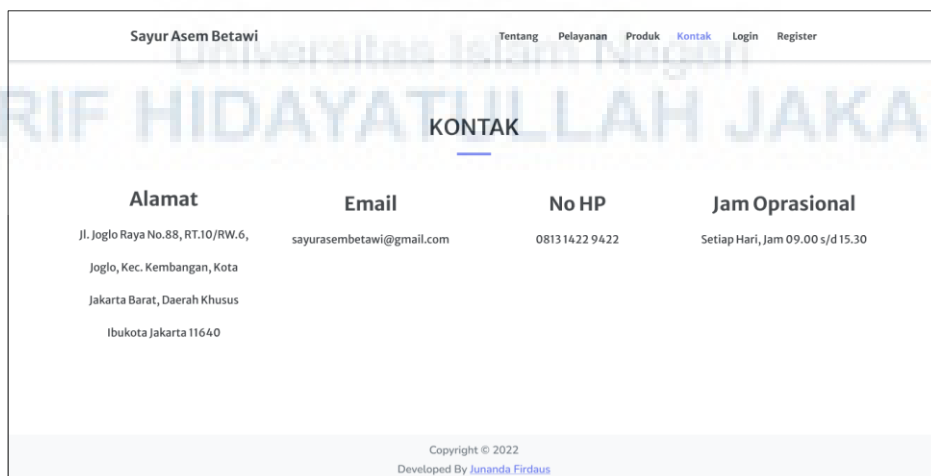 Universitas Islam Negeri
RIF HIDAYATULLAH JAKA
Sayur Asem Betawi
Tentang Pelayanan Produk Kontak Login Register
KONTAK
Alamat
Jl. Joglo Raya No.88, RT.10/RW.6,
Joglo, Kec. Kembangan, Kota
Jakarta Barat, Daerah Khusus
Ibukota Jakarta 11640
Email
sayurasembetawi@gmail.com
No HP
0813 1422 9422
Jam Oprasional
Setiap Hari, Jam 09.00 s/d 15.30
Copyright © 2022
Developed By Junanda Firdaus